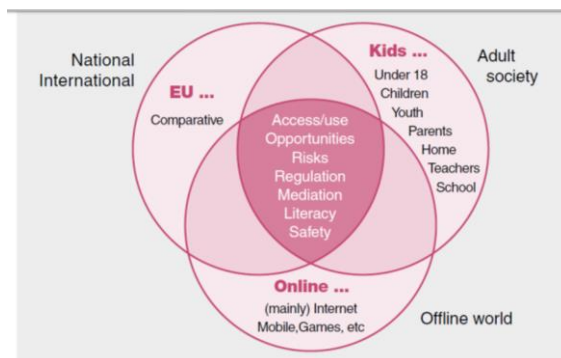 National
International
EU ...
Comparative
Kids ...
Under 18
Children
Youth
Parents
Home
Teachers
School
Adult
society
Access/use
Opportunities
Risks
Regulation
Mediation
Literacy
Safety
Online ...
(mainly) Internet
Mobile,Games, etc
Offline world